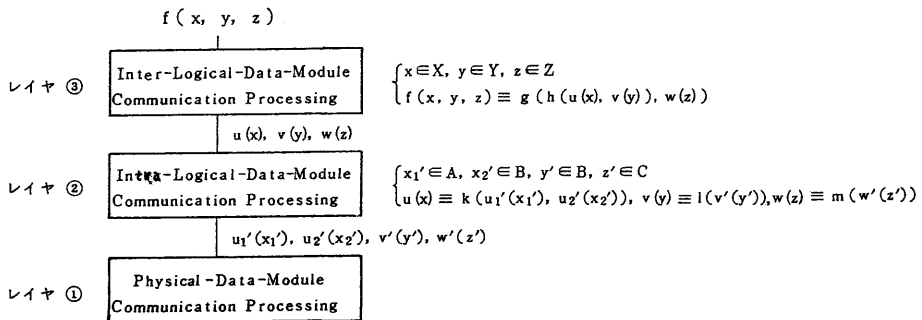 f ( x, y, z )
レイヤ ③
Inter-Logical-Data-Module
Communication Processing
x∈X, y∈Y, z∈Z
f (x, y, z) ≡ g (h (u (x), v (y)), w (z))
u (x), v (y), w (z)
レイヤ ②
Intra-Logical-Data-Module
Communication Processing
x₁′∈A, x₂′∈B, y′∈B, z′∈C
u (x) ≡ k (u₁′(x₁′), u₂′(x₂′)), v (y) ≡ l (v′(y′)), w (z) ≡ m (w′(z′))
u₁′(x₁′), u₂′(x₂′), v′(y′), w′(z′)
レイヤ ①
Physical-Data-Module
Communication Processing